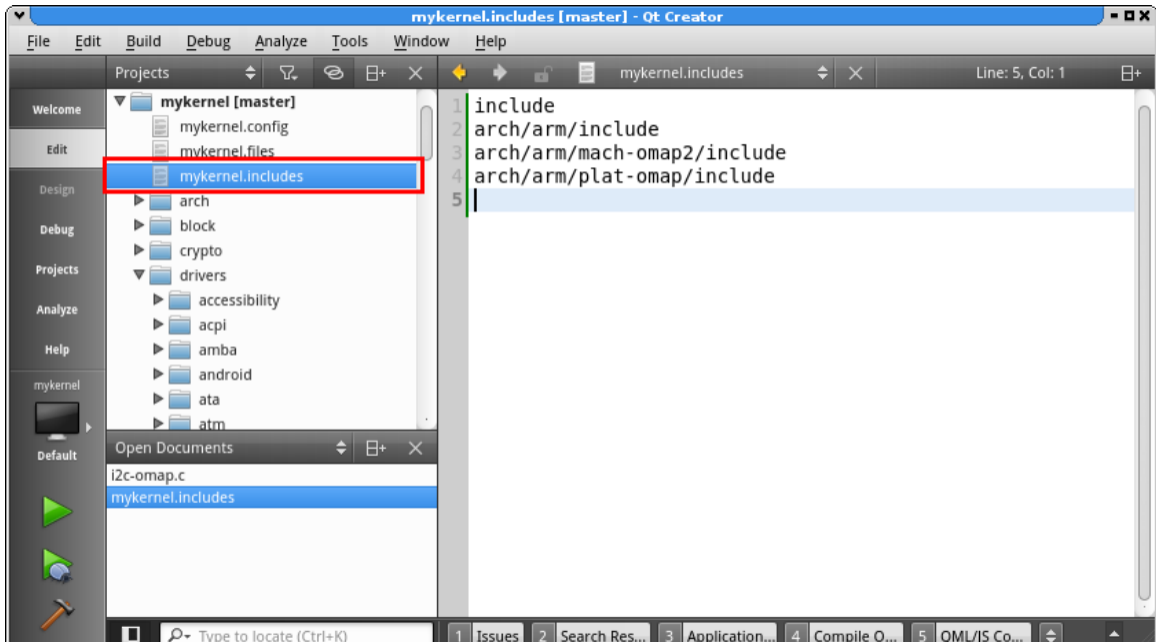 mykernel.includes [master] - Qt Creator
File Edit Build Debug Analyze Tools Window Help
Projects
mykernel.includes
Line: 5, Col: 1
Welcome
Edit
Design
Debug
Projects
Analyze
Help
mykernel
Default
mykernel [master]
mykernel.config
mykernel.files
mykernel.includes
arch
block
crypto
drivers
accessibility
acpi
amba
android
ata
atm
Open Documents
i2c-omap.c
mykernel.includes
1 include
2 arch/arm/include
3 arch/arm/mach-omap2/include
4 arch/arm/plat-omap/include
5
Type to locate (Ctrl+K)
1 Issues 2 Search Res... 3 Application... 4 Compile O... 5 QML/JS Co...